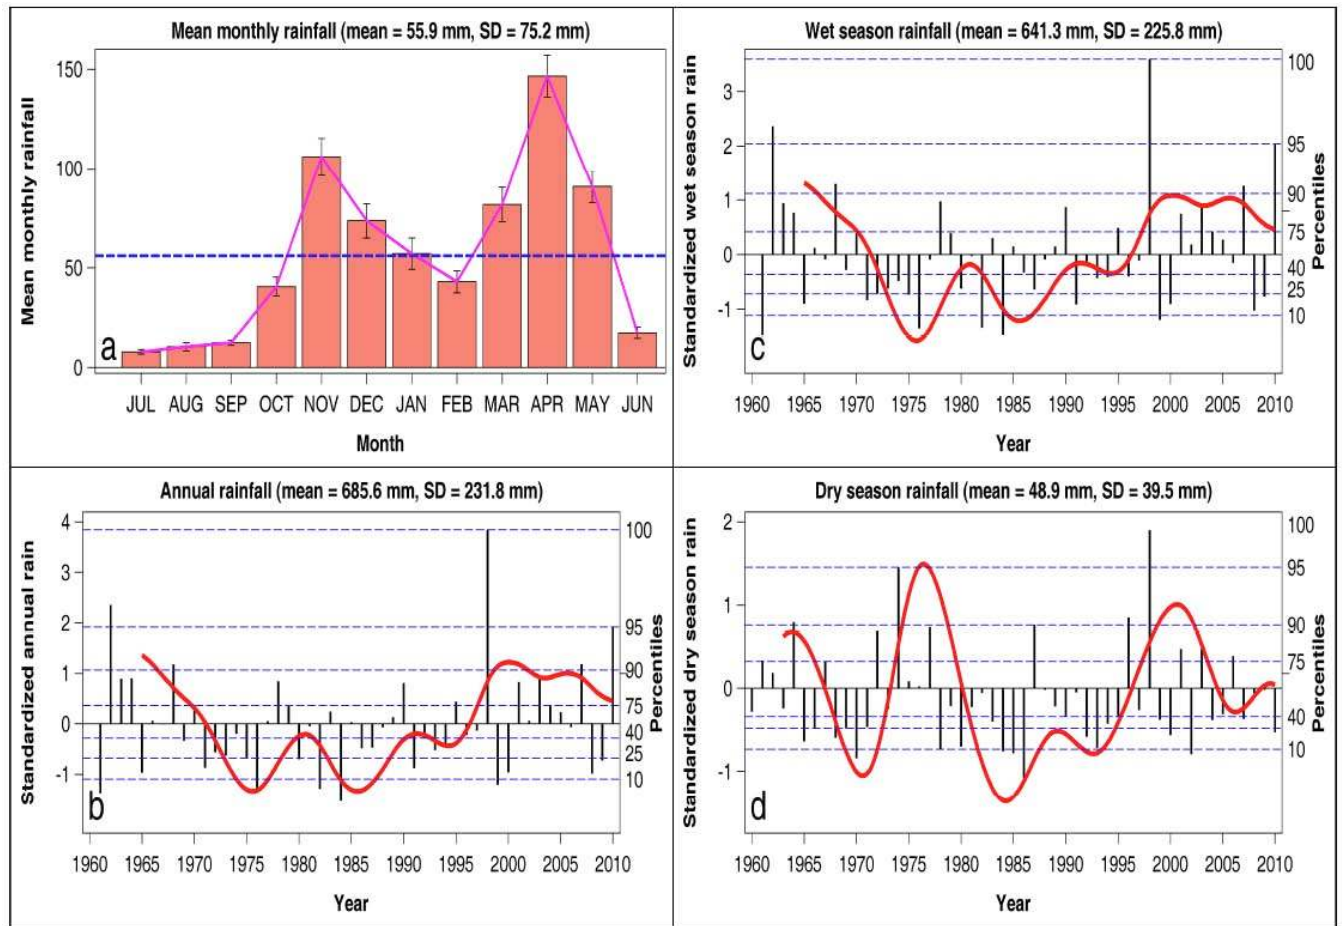 Mean monthly rainfall (mean = 55.9 mm, SD = 75.2 mm)
Mean monthly rainfall
150
100
50
0
a
JUL AUG SEP OCT NOV DEC JAN FEB MAR APR MAY JUN
Month
Wet season rainfall (mean = 641.3 mm, SD = 225.8 mm)
Standardized wet season rain
3
2
1
0
-1
100
95
90
75
40
25
10
Percentiles
c
1960 1965 1970 1975 1980 1985 1990 1995 2000 2005 2010
Year
Annual rainfall (mean = 685.6 mm, SD = 231.8 mm)
Standardized annual rain
4
3
2
1
0
-1
100
95
90
75
40
25
10
Percentiles
b
1960 1965 1970 1975 1980 1985 1990 1995 2000 2005 2010
Year
Dry season rainfall (mean = 48.9 mm, SD = 39.5 mm)
Standardized dry season rain
2
1
0
-1
100
95
90
75
40
25
10
Percentiles
d
1960 1965 1970 1975 1980 1985 1990 1995 2000 2005 2010
Year